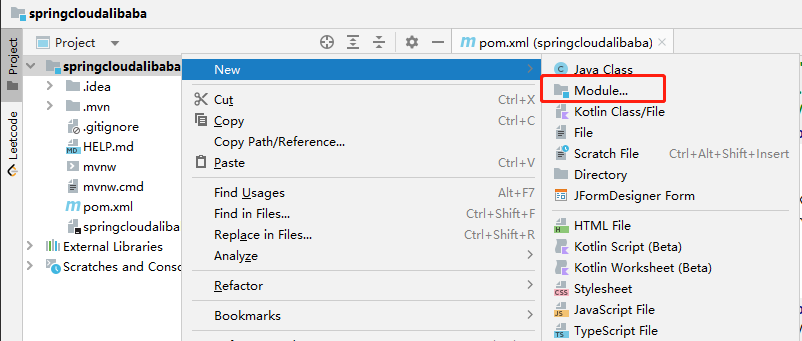 springcloudalibaba
Project
pom.xml (springcloudalibaba)
Project
Leetcode
springcloudalibaba
.idea
.mvn
.gitignore
HELP.md
mvnw
mvnw.cmd
pom.xml
springcloudaliba
External Libraries
Scratches and Conso
New
Cut Ctrl+X
Copy Ctrl+C
Copy Path/Reference...
Paste Ctrl+V
Find Usages Alt+F7
Find in Files... Ctrl+Shift+F
Replace in Files... Ctrl+Shift+R
Analyze
Refactor
Bookmarks
Java Class
Module...
Kotlin Class/File
File
Scratch File Ctrl+Alt+Shift+Insert
Directory
JFormDesigner Form
HTML File
Kotlin Script (Beta)
Kotlin Worksheet (Beta)
Stylesheet
JavaScript File
TypeScript File